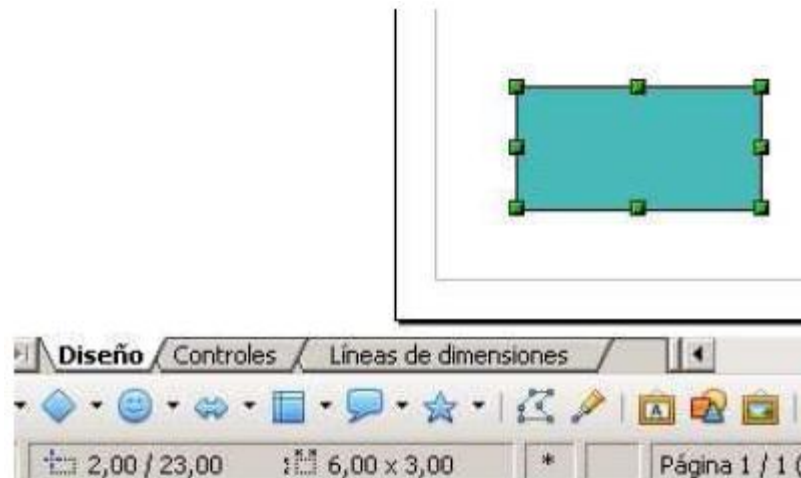 Diseño Controles Líneas de dimensiones
A
2,00 / 23,00 6,00 x 3,00 * Página 1 / 1 (